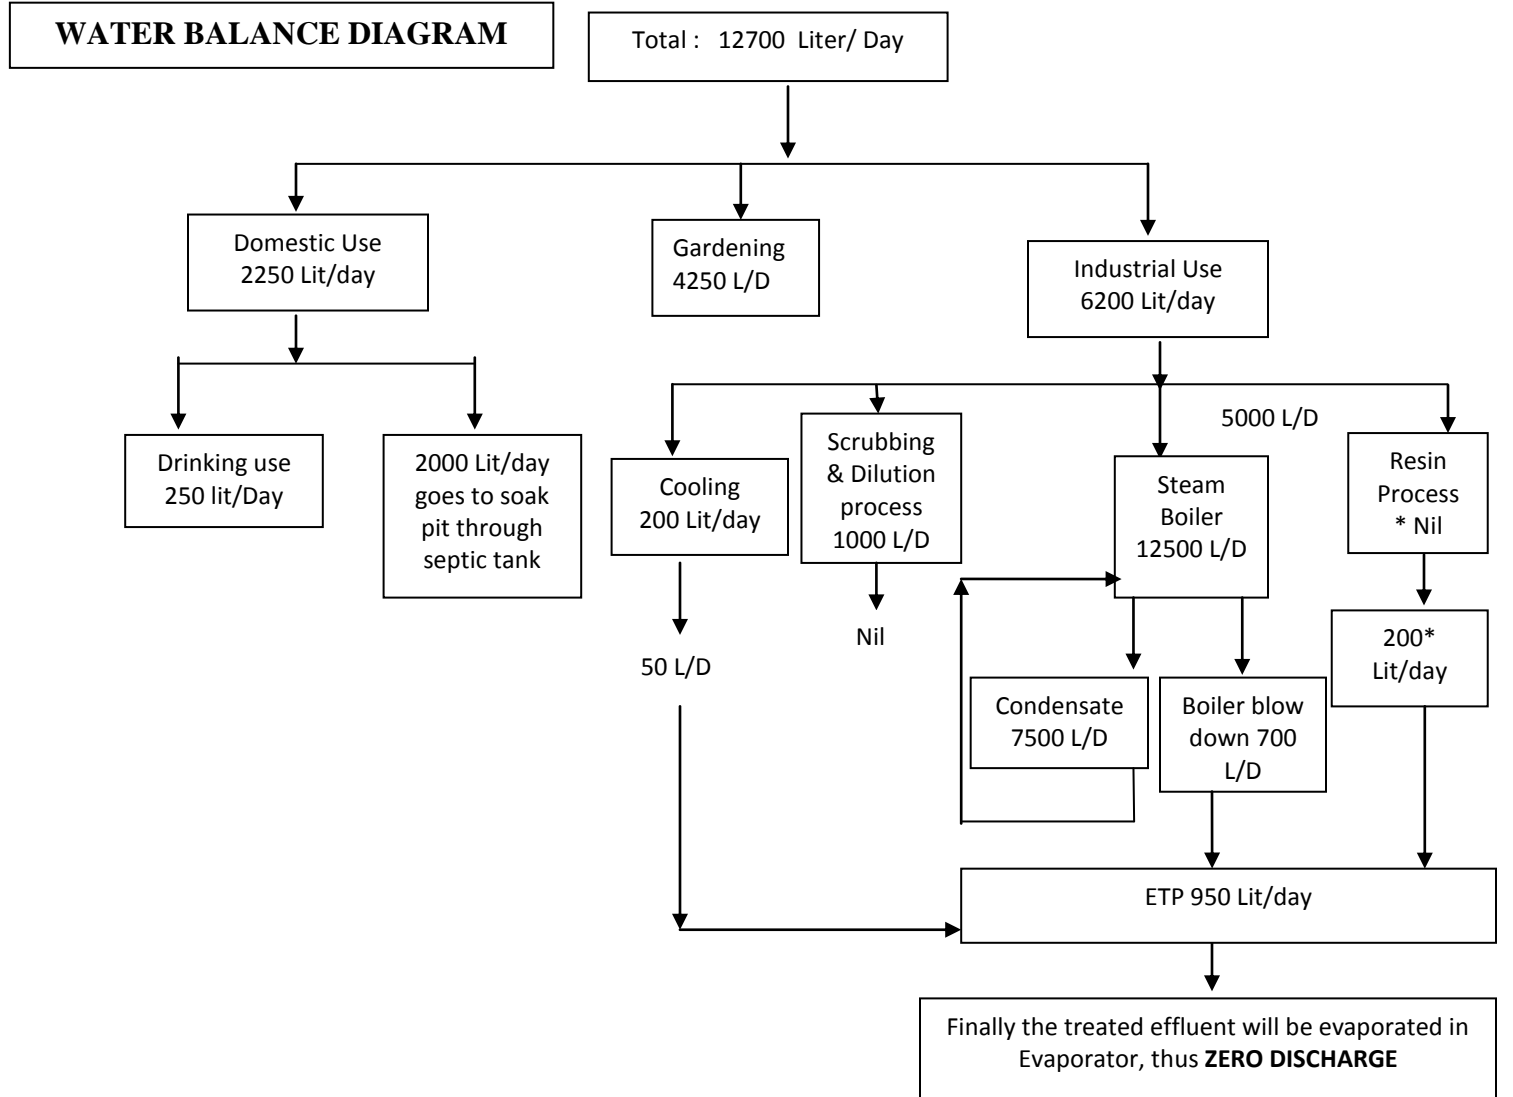 WATER BALANCE DIAGRAM
Total :   12700  Liter/ Day
Domestic Use
2250 Lit/day
Gardening
4250 L/D
Industrial Use
6200 Lit/day
Drinking use
250 lit/Day
2000 Lit/day
goes to soak
pit through
septic tank
Cooling
200 Lit/day
Scrubbing
& Dilution
process
1000 L/D
5000 L/D
Steam
Boiler
12500 L/D
Resin
Process
* Nil
50 L/D
Nil
Condensate
7500 L/D
Boiler blow
down 700
L/D
200*
Lit/day
ETP 950 Lit/day
Finally the treated effluent will be evaporated in
Evaporator, thus ZERO DISCHARGE